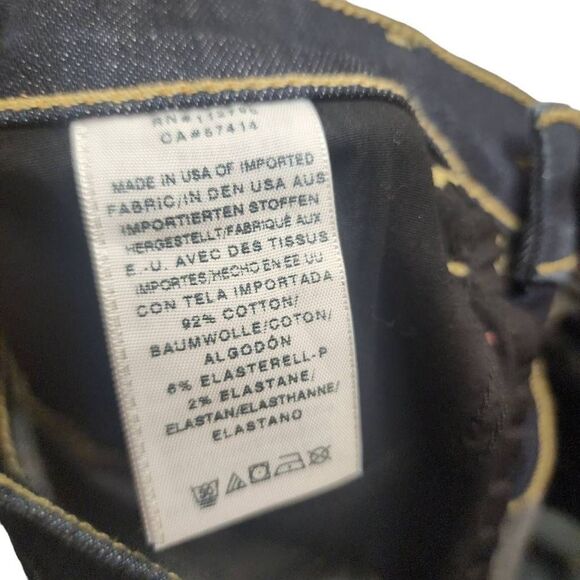 CA#57414
MADE IN USA OF IMPORTED
FABRIC/IN DEN USA AUS
IMPORTIERTEN STOFFEN
HERGESTELLT/FABRIQUÉ AUX
E.-U. AVEC DES TISSUS
IMPORTES/HECHO EN EE UU
CON TELA IMPORTADA
92% COTTON/
BAUMWOLLE/COTON/
ALGODÓN
6% ELASTERELL-P
2% ELASTANE/
ELASTAN/ELASTHANNE/
ELASTANO